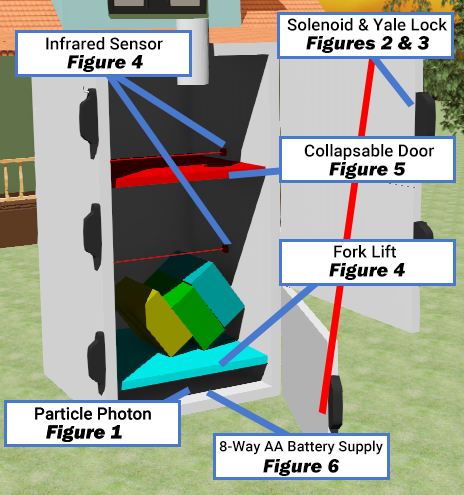 Solenoid & Yale Lock
Figures 2 & 3
Infrared Sensor
Figure 4
Collapsable Door
Figure 5
Fork Lift
Figure 4
Particle Photon
Figure 1
8-Way AA Battery Supply
Figure 6